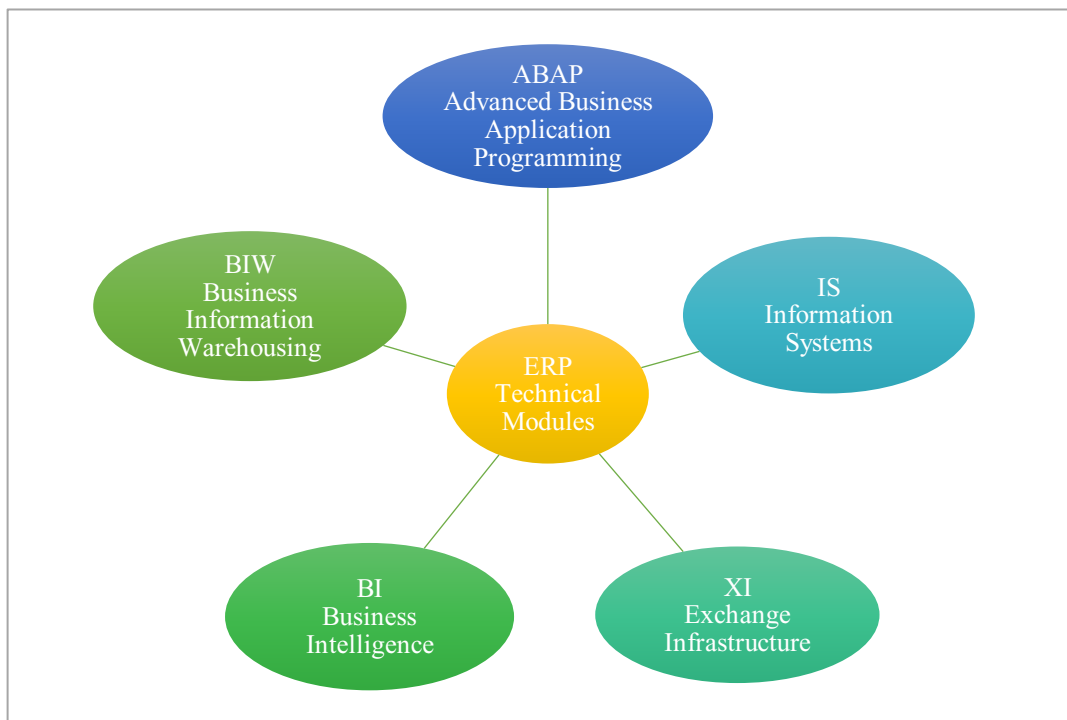 ABAP
Advanced Business
Application
Programming
BIW
Business
Information
Warehousing
IS
Information
Systems
ERP
Technical
Modules
BI
Business
Intelligence
XI
Exchange
Infrastructure